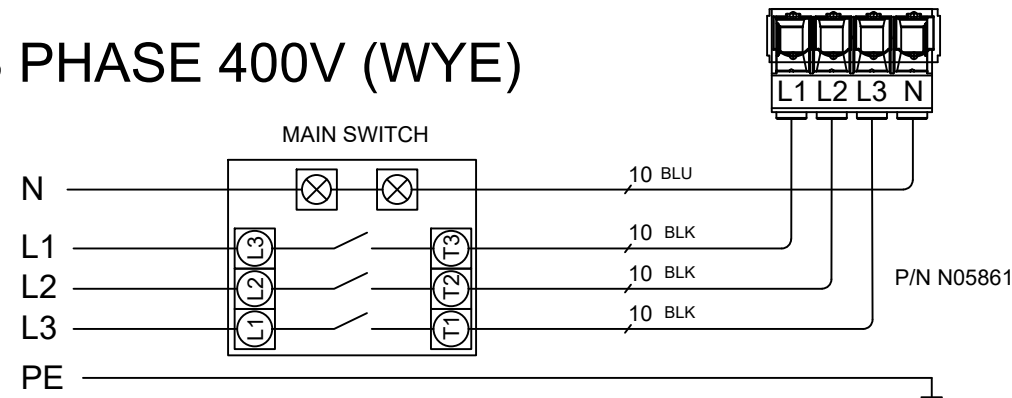 PHASE 400V (WYE)
L1 L2 L3 N
MAIN SWITCH
N
10 BLU
L1
L3
T3
10 BLK
L2
L2
T2
10 BLK
P/N N05861
L3
L1
T1
10 BLK
PE